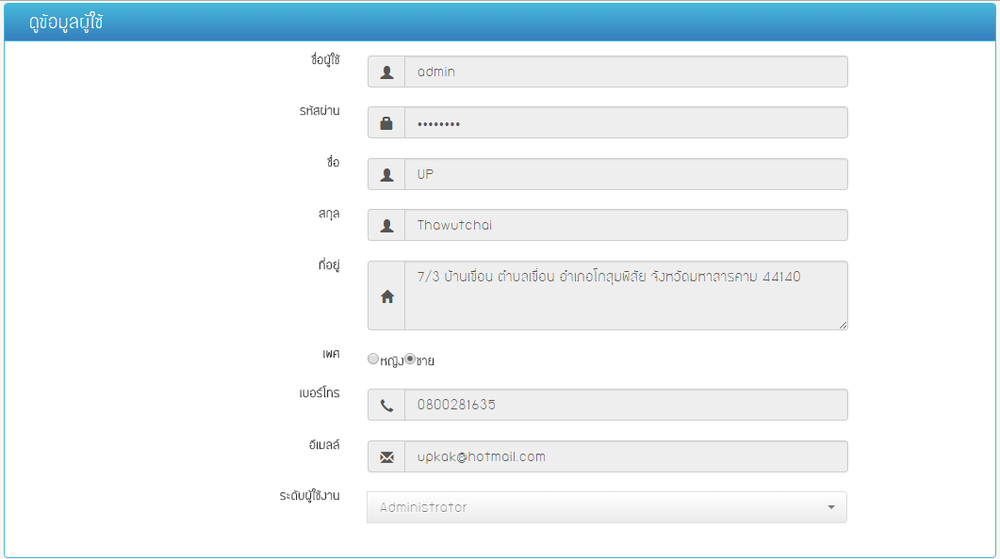 ดูข้อมูลผู้ใช้
ชื่อผู้ใช้ admin
รหัสผ่าน ••••••••
ชื่อ UP
สกุล Thawutchai
ที่อยู่ 7/3 บ้านเขื่อน ตำบลเขื่อน อำเภอโกสุมพิสัย จังหวัดมหาสารคาม 44140
เพศ หญิง ชาย
เบอร์โทร 0800281635
อีเมลล์ upkak@hotmail.com
ระดับผู้ใช้งาน Administrator